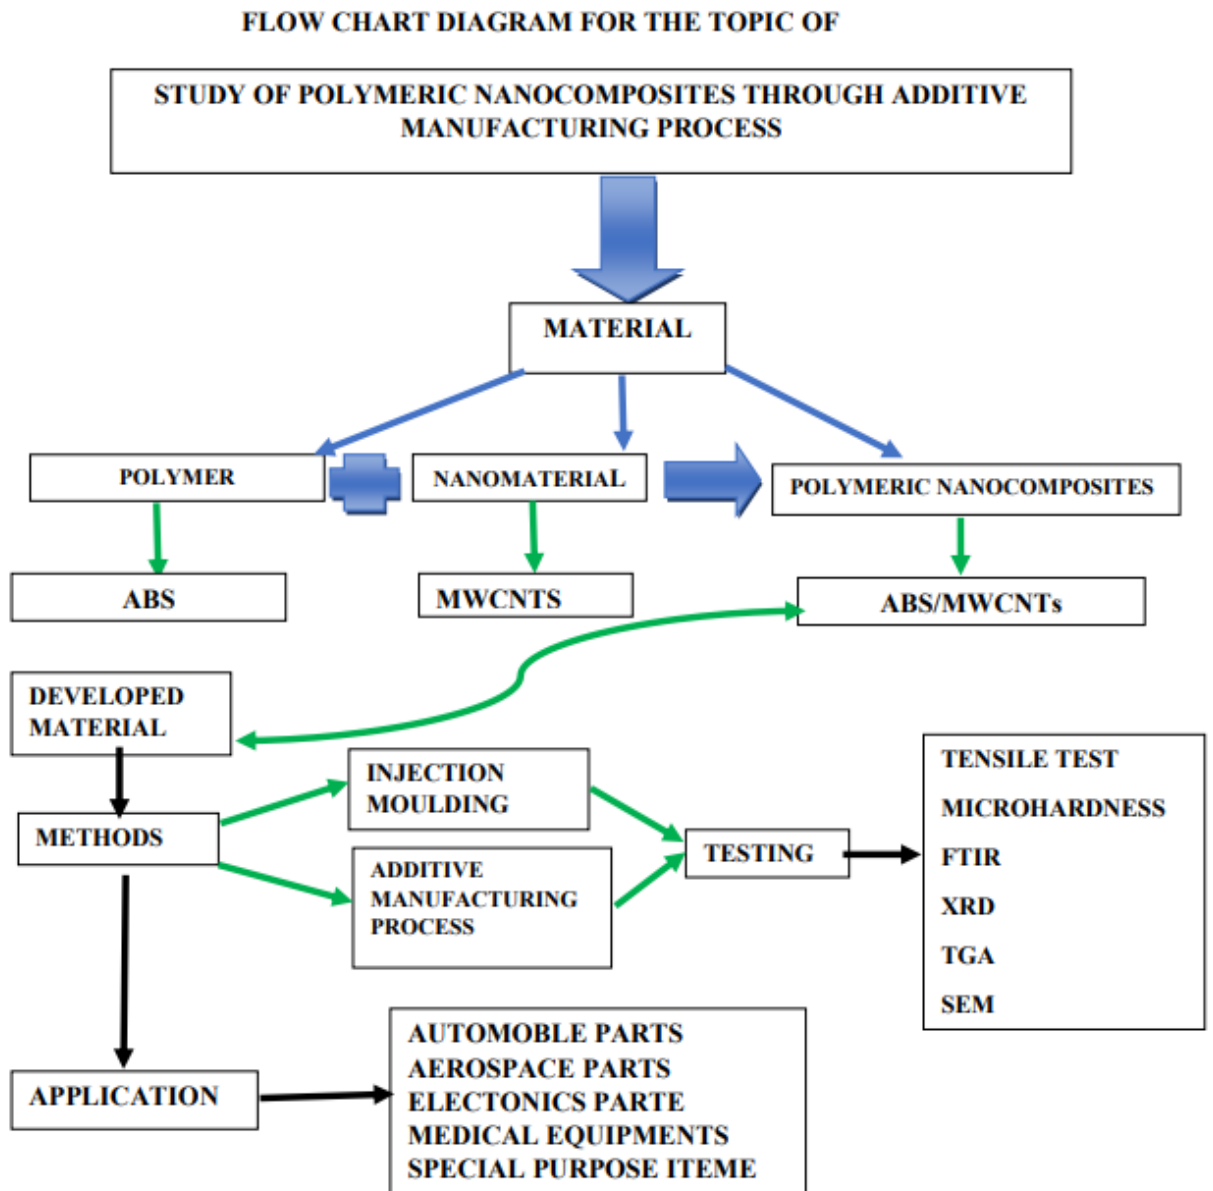 FLOW CHART DIAGRAM FOR THE TOPIC OF
STUDY OF POLYMERIC NANOCOMPOSITES THROUGH ADDITIVE
MANUFACTURING PROCESS
MATERIAL
POLYMER
NANOMATERIAL
POLYMERIC NANOCOMPOSITES
ABS
MWCNTS
ABS/MWCNTs
DEVELOPED
MATERIAL
METHODS
INJECTION
MOULDING
ADDITIVE
MANUFACTURING
PROCESS
TESTING
TENSILE TEST
MICROHARDNESS
FTIR
XRD
TGA
SEM
APPLICATION
AUTOMOBLE PARTS
AEROSPACE PARTS
ELECTONICS PARTE
MEDICAL EQUIPMENTS
SPECIAL PURPOSE ITEME